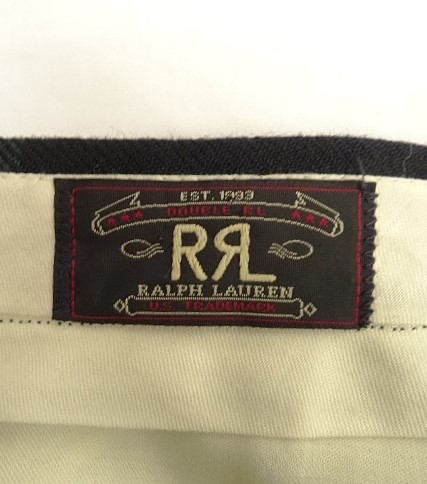 EST. 1993
DOUBLE RL
RRL
RALPH LAUREN
U.S. TRADEMARK